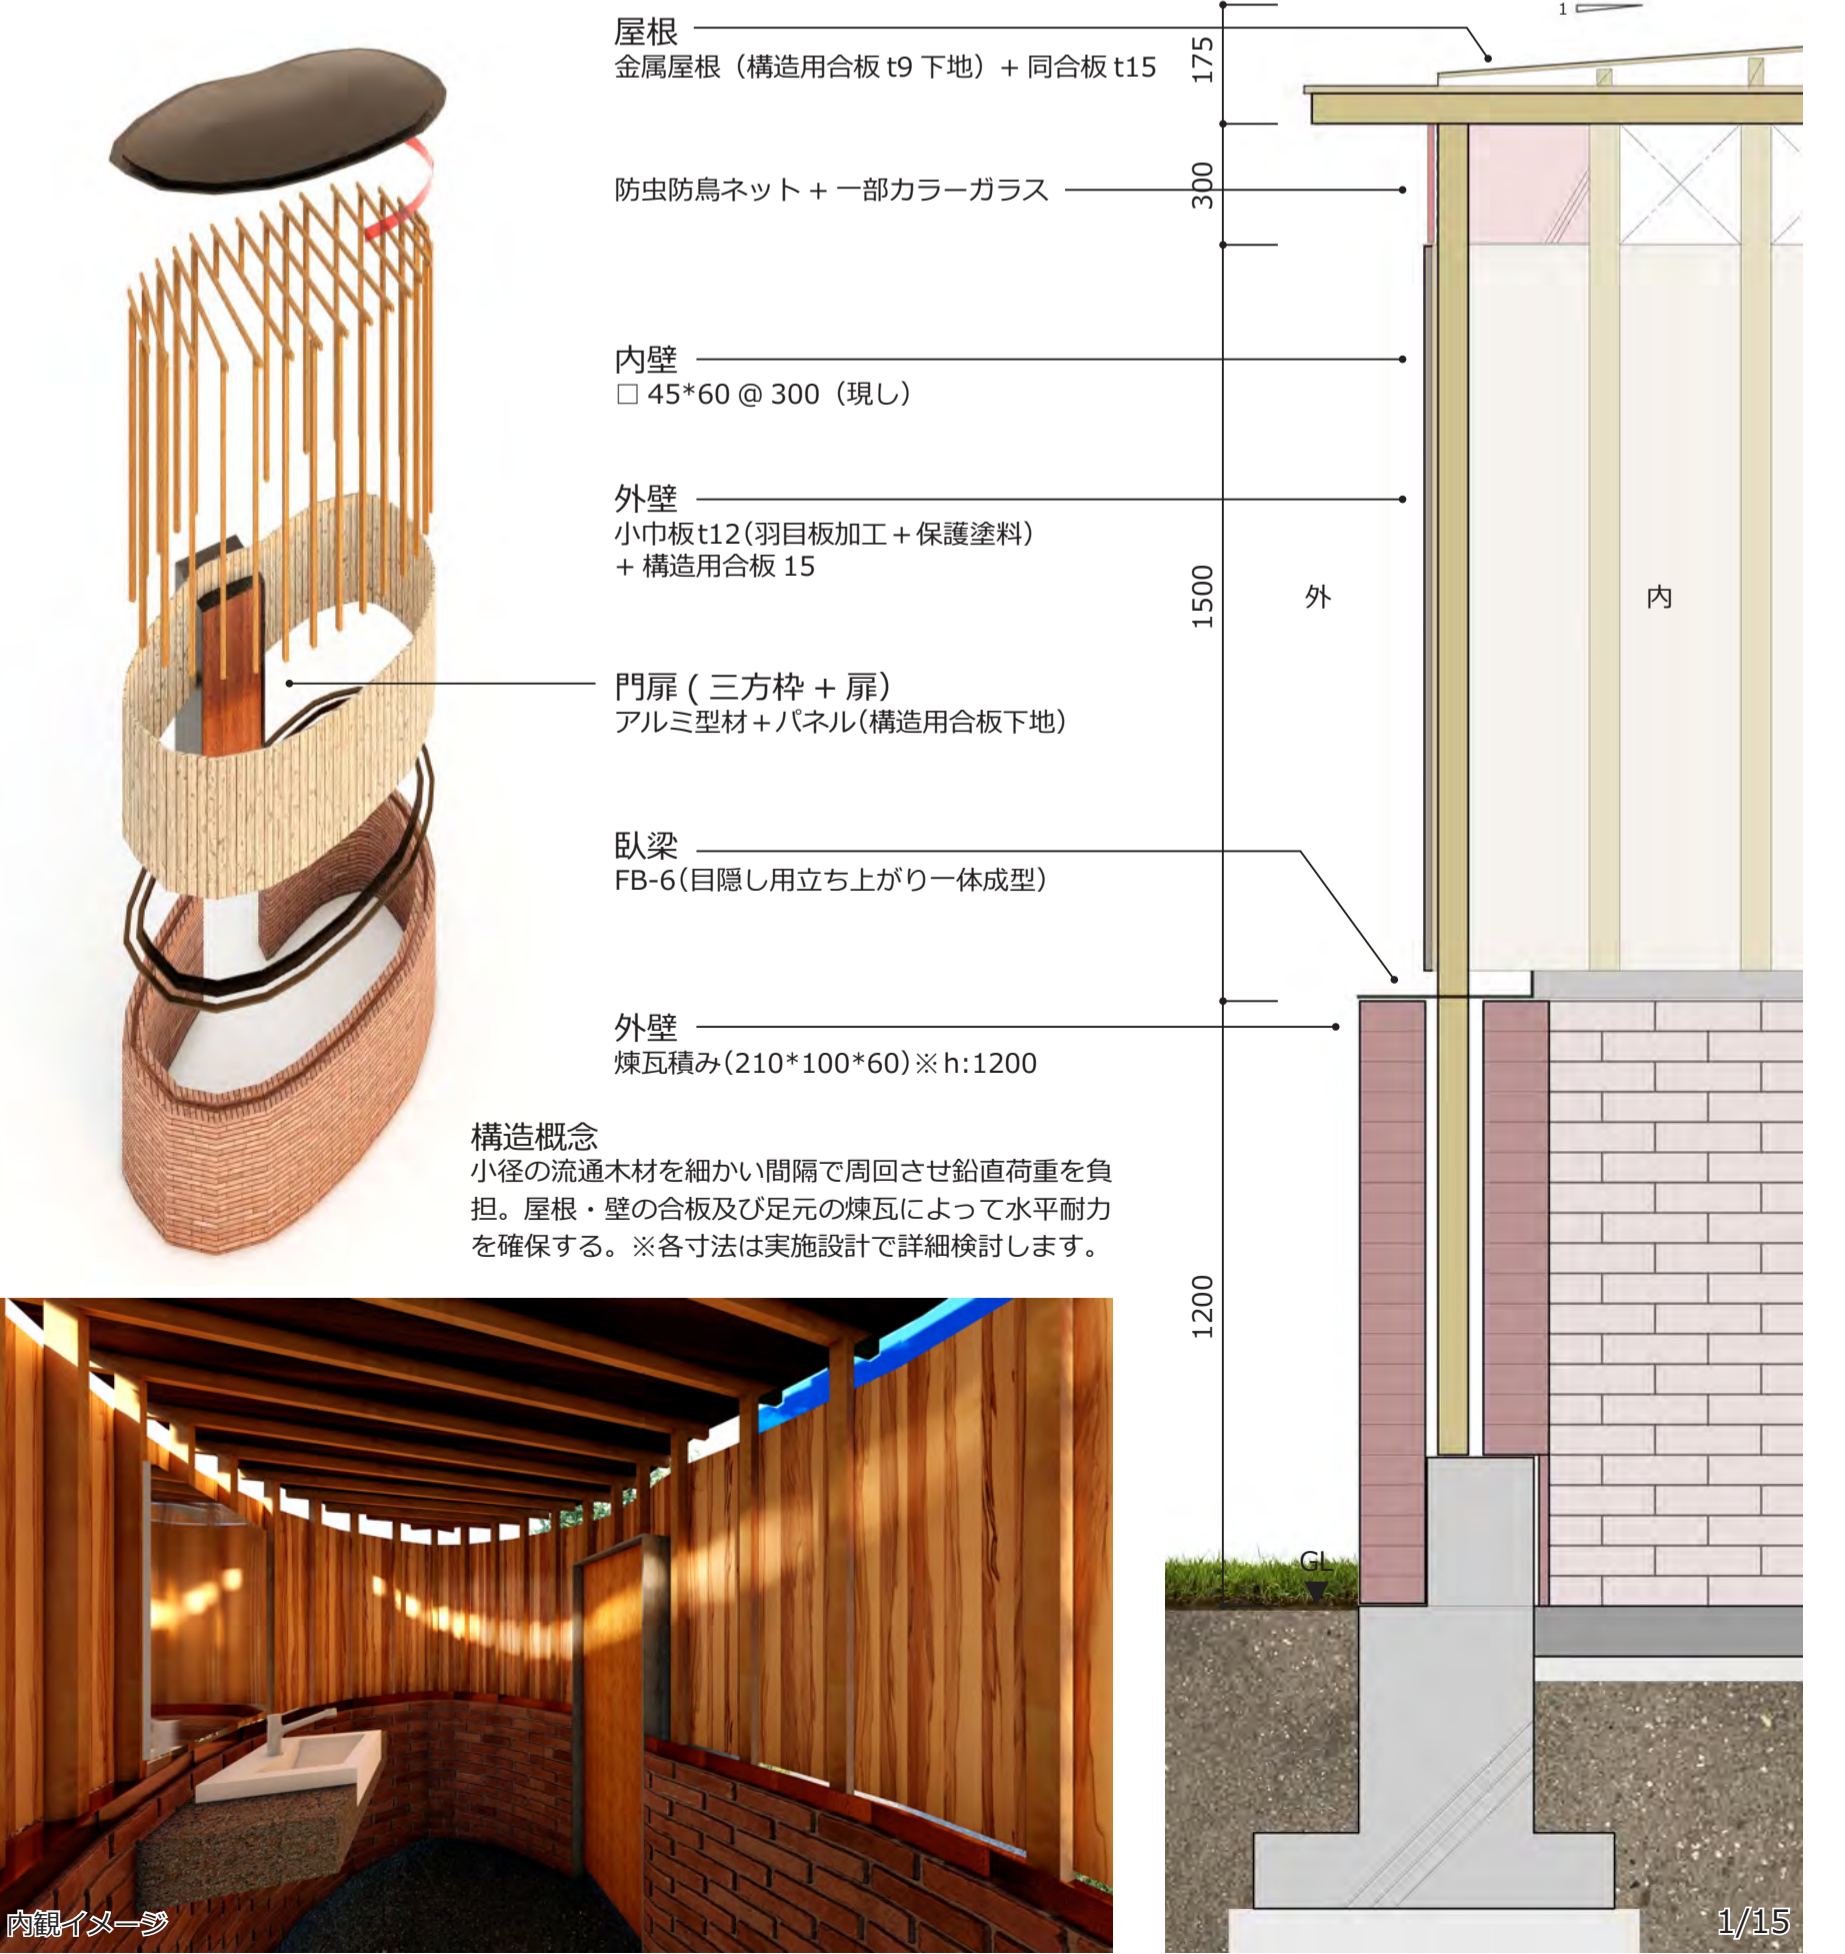 屋根
金属屋根（構造用合板 t9 下地）+ 同合板 t15
防虫防鳥ネット + 一部カラーガラス
内壁
□ 45*60 @ 300（現し）
外壁
小巾板t12（羽目板加工+保護塗料）
+ 構造用合板 15
門扉 ( 三方枠 + 扉）
アルミ型材+パネル（構造用合板下地）
臥梁
FB-6（目隠し用立ち上がり一体成型）
外壁
煉瓦積み（210*100*60）※h:1200
構造概念
小径の流通木材を細かい間隔で周回させ鉛直荷重を負
担。屋根・壁の合板及び足元の煉瓦によって水平耐力
を確保する。※各寸法は実施設計で詳細検討します。
内観イメージ
1
175
300
1500
1200
外
内
GL
1/15